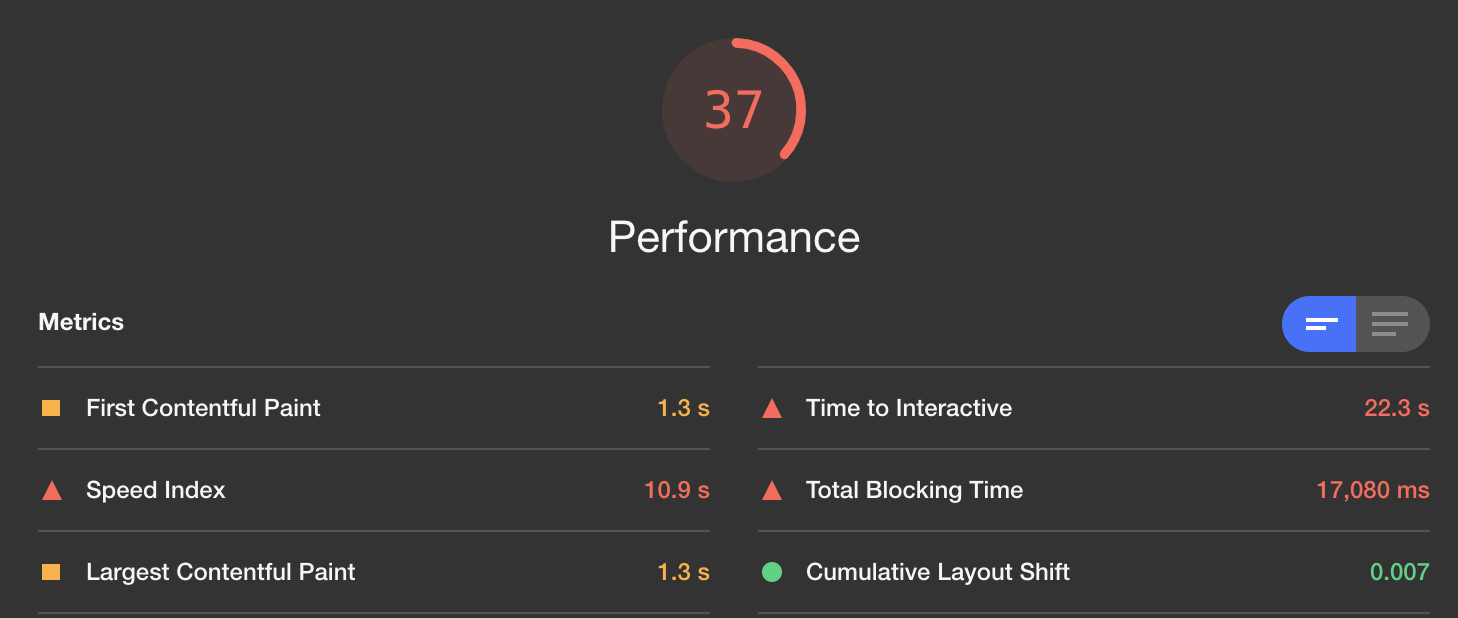 37
Performance
Metrics
First Contentful Paint 1.3 s
Time to Interactive 22.3 s
Speed Index 10.9 s
Total Blocking Time 17,080 ms
Largest Contentful Paint 1.3 s
Cumulative Layout Shift 0.007